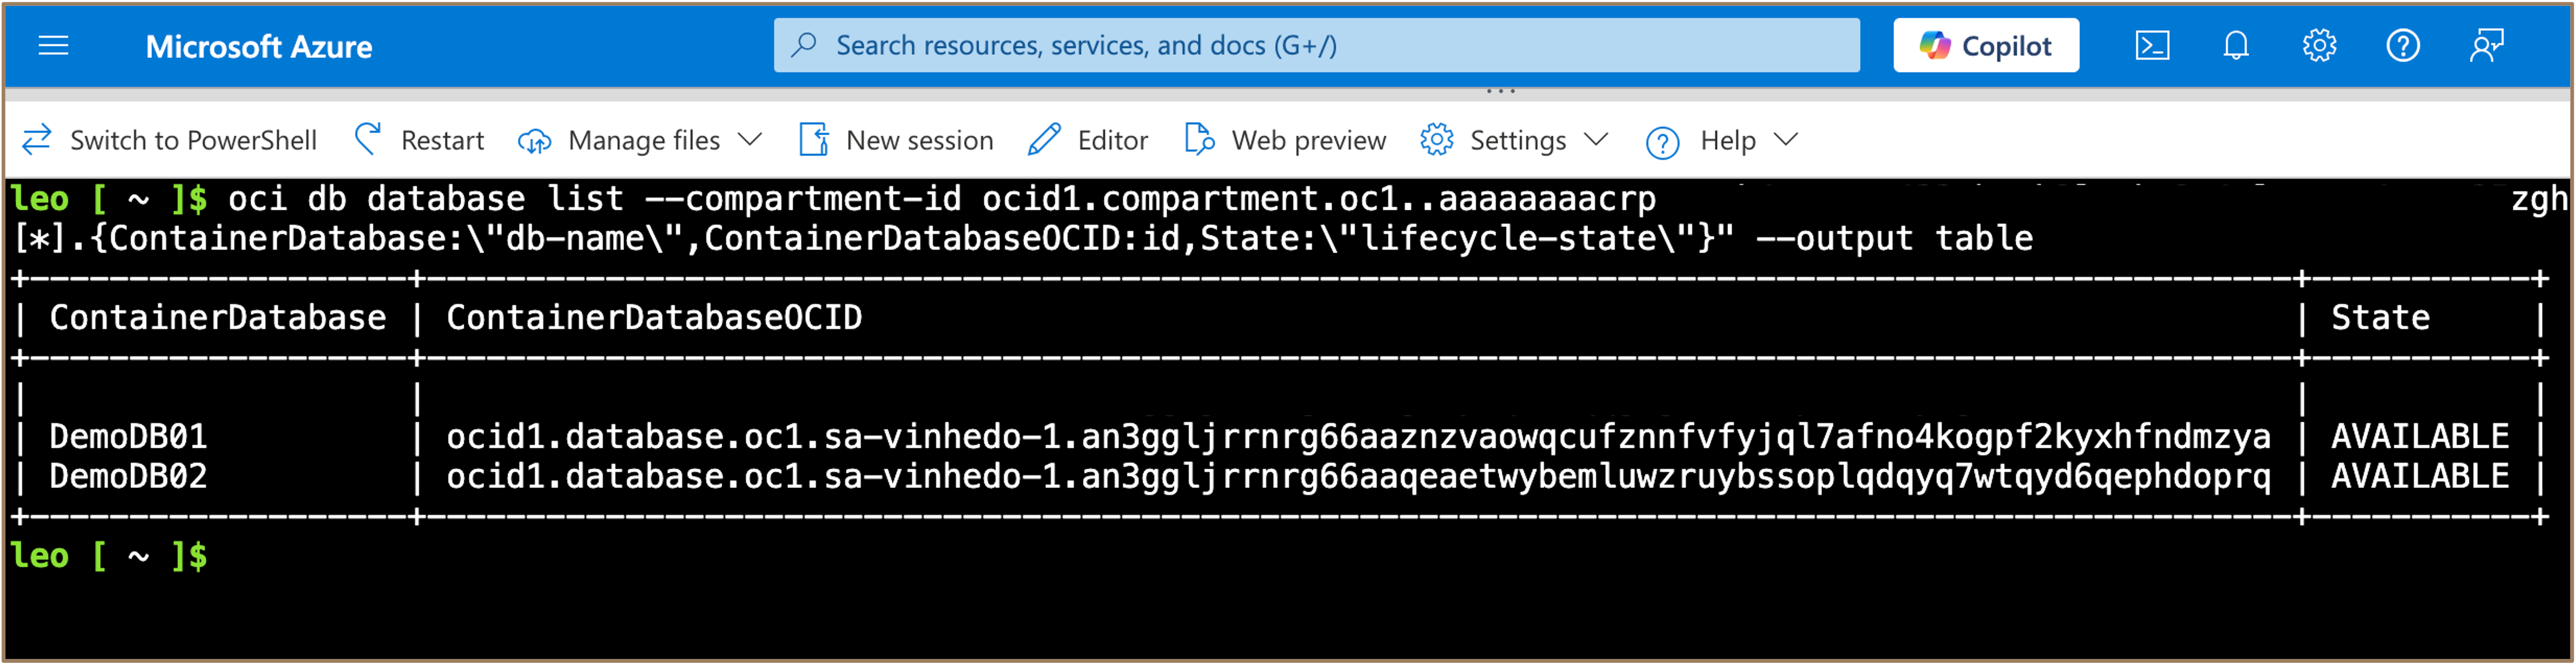 Microsoft Azure Search resources, services, and docs (G+/) Copilot
Switch to PowerShell Restart Manage files New session Editor Web preview Settings Help
leo [ ~ ]$ oci db database list --compartment-id ocid1.compartment.oc1..aaaaaaaacrp zgh
[*].{ContainerDatabase:\"db-name\",ContainerDatabaseOCID:id,State:\"lifecycle-state\"}" --output table
| ContainerDatabase | ContainerDatabaseOCID | State |
| DemoDB01 | ocid1.database.oc1.sa-vinhedo-1.an3ggljrrnrg66aaznzvaowqcufznnfvfyjql7afno4kogpf2kyxhfndmzya | AVAILABLE |
| DemoDB02 | ocid1.database.oc1.sa-vinhedo-1.an3ggljrrnrg66aaqeaetwybemluwzruybssoplqdqyq7wtqyd6qephdoprq | AVAILABLE |
leo [ ~ ]$